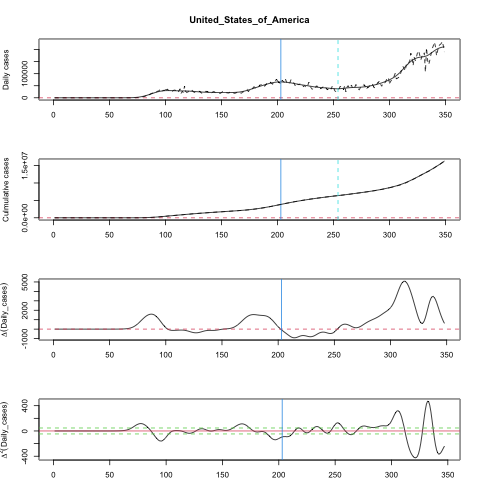 United_States_of_America
Daily cases
0 100000
0 50 100 150 200 250 300 350
Culmulative cases
0.0e+00 1.5e+07
0 50 100 150 200 250 300 350
Δ(Daily_cases)
-1000 2000 5000
0 50 100 150 200 250 300 350
Δ²(Daily_cases)
-400 0 400
0 50 100 150 200 250 300 350